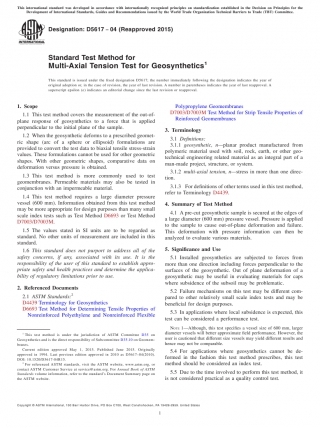 This international standard was developed in accordance with internationally recognized principles on standardization established in the Decision on Principles for the
Development of International Standards, Guides and Recommendations issued by the World Trade Organization Technical Barriers to Trade (TBT) Committee.
Designation: D5617 − 04 (Reapproved 2015)
Standard Test Method for
Multi-Axial Tension Test for Geosynthetics1
This standard is issued under the fixed designation D5617; the number immediately following the designation indicates the year of
original adoption or, in the case of revision, the year of last revision. A number in parentheses indicates the year of last reapproval. A
superscript epsilon (ε) indicates an editorial change since the last revision or reapproval.
1. Scope
1.1 This test method covers the measurement of the out-of-
plane response of geosynthetics to a force that is applied
perpendicular to the initial plane of the sample.
1.2 When the geosynthetic deforms to a prescribed geomet-
ric shape (arc of a sphere or ellipsoid) formulations are
provided to convert the test data to biaxial tensile stress-strain
values. These formulations cannot be used for other geometric
shapes. With other geometric shapes, comparative data on
deformation versus pressure is obtained.
1.3 This test method is more commonly used to test
geomembranes. Permeable materials may also be tested in
conjunction with an impermeable material.
1.4 This test method requires a large diameter pressure
vessel (600 mm). Information obtained from this test method
may be more appropriate for design purposes than many small
scale index tests such as Test Method D6693 or Test Method
D7003/D7003M.
1.5 The values stated in SI units are to be regarded as
standard. No other units of measurement are included in this
standard.
1.6 This standard does not purport to address all of the
safety concerns, if any, associated with its use. It is the
responsibility of the user of this standard to establish appro-
priate safety and health practices and determine the applica-
bility of regulatory limitations prior to use.
2. Referenced Documents
2.1 ASTM Standards:2
D4439 Terminology for Geosynthetics
D6693 Test Method for Determining Tensile Properties of
Nonreinforced Polyethylene and Nonreinforced Flexible
1 This test method is under the jurisdiction of ASTM Committee D35 on
Geosynthetics and is the direct responsibility of Subcommittee D35.10 on Geomem-
branes.
Current edition approved May 1, 2015. Published June 2015. Originally
approved in 1994. Last previous edition approved in 2010 as D5617–04(2010).
DOI: 10.1520/D5617-04R15.
2 For referenced ASTM standards, visit the ASTM website, www.astm.org, or
contact ASTM Customer Service at service@astm.org. For Annual Book of ASTM
Standards volume information, refer to the standard's Document Summary page on
the ASTM website.
Polypropylene Geomembranes
D7003/D7003M Test Method for Strip Tensile Properties of
Reinforced Geomembranes
3. Terminology
3.1 Definitions:
3.1.1 geosynthetic, n—planar product manufactured from
polymeric material used with soil, rock, earth, or other geo-
technical engineering related material as an integral part of a
man-made project, structure, or system.
3.1.2 multi-axial tension, n—stress in more than one direc-
tion.
3.1.3 For definitions of other terms used in this test method,
refer to Terminology D4439.
4. Summary of Test Method
4.1 A pre-cut geosynthetic sample is secured at the edges of
a large diameter (600 mm) pressure vessel. Pressure is applied
to the sample to cause out-of-plane deformation and failure.
This deformation with pressure information can then be
analyzed to evaluate various materials.
5. Significance and Use
5.1 Installed geosynthetics are subjected to forces from
more than one direction including forces perpendicular to the
surfaces of the geosynthetic. Out of plane deformation of a
geosynthetic may be useful in evaluating materials for caps
where subsidence of the subsoil may be problematic.
5.2 Failure mechanisms on this test may be different com-
pared to other relatively small scale index tests and may be
beneficial for design purposes.
5.3 In applications where local subsidence is expected, this
test can be considered a performance test.
NOTE 1—Although, this test specifies a vessel size of 600 mm, larger
diameter vessels will better approximate field performance. However, the
user is cautioned that different size vessels may yield different results and
hence may not be comparable.
5.4 For applications where geosynthetics cannot be de-
formed in the fashion this test method prescribes, this test
method should be considered an index test.
5.5 Due to the time involved to perform this test method, it
is not considered practical as a quality control test.
Copyright © ASTM International, 100 Barr Harbor Drive, PO Box C700, West Conshohocken, PA 19428-2959. United States
1